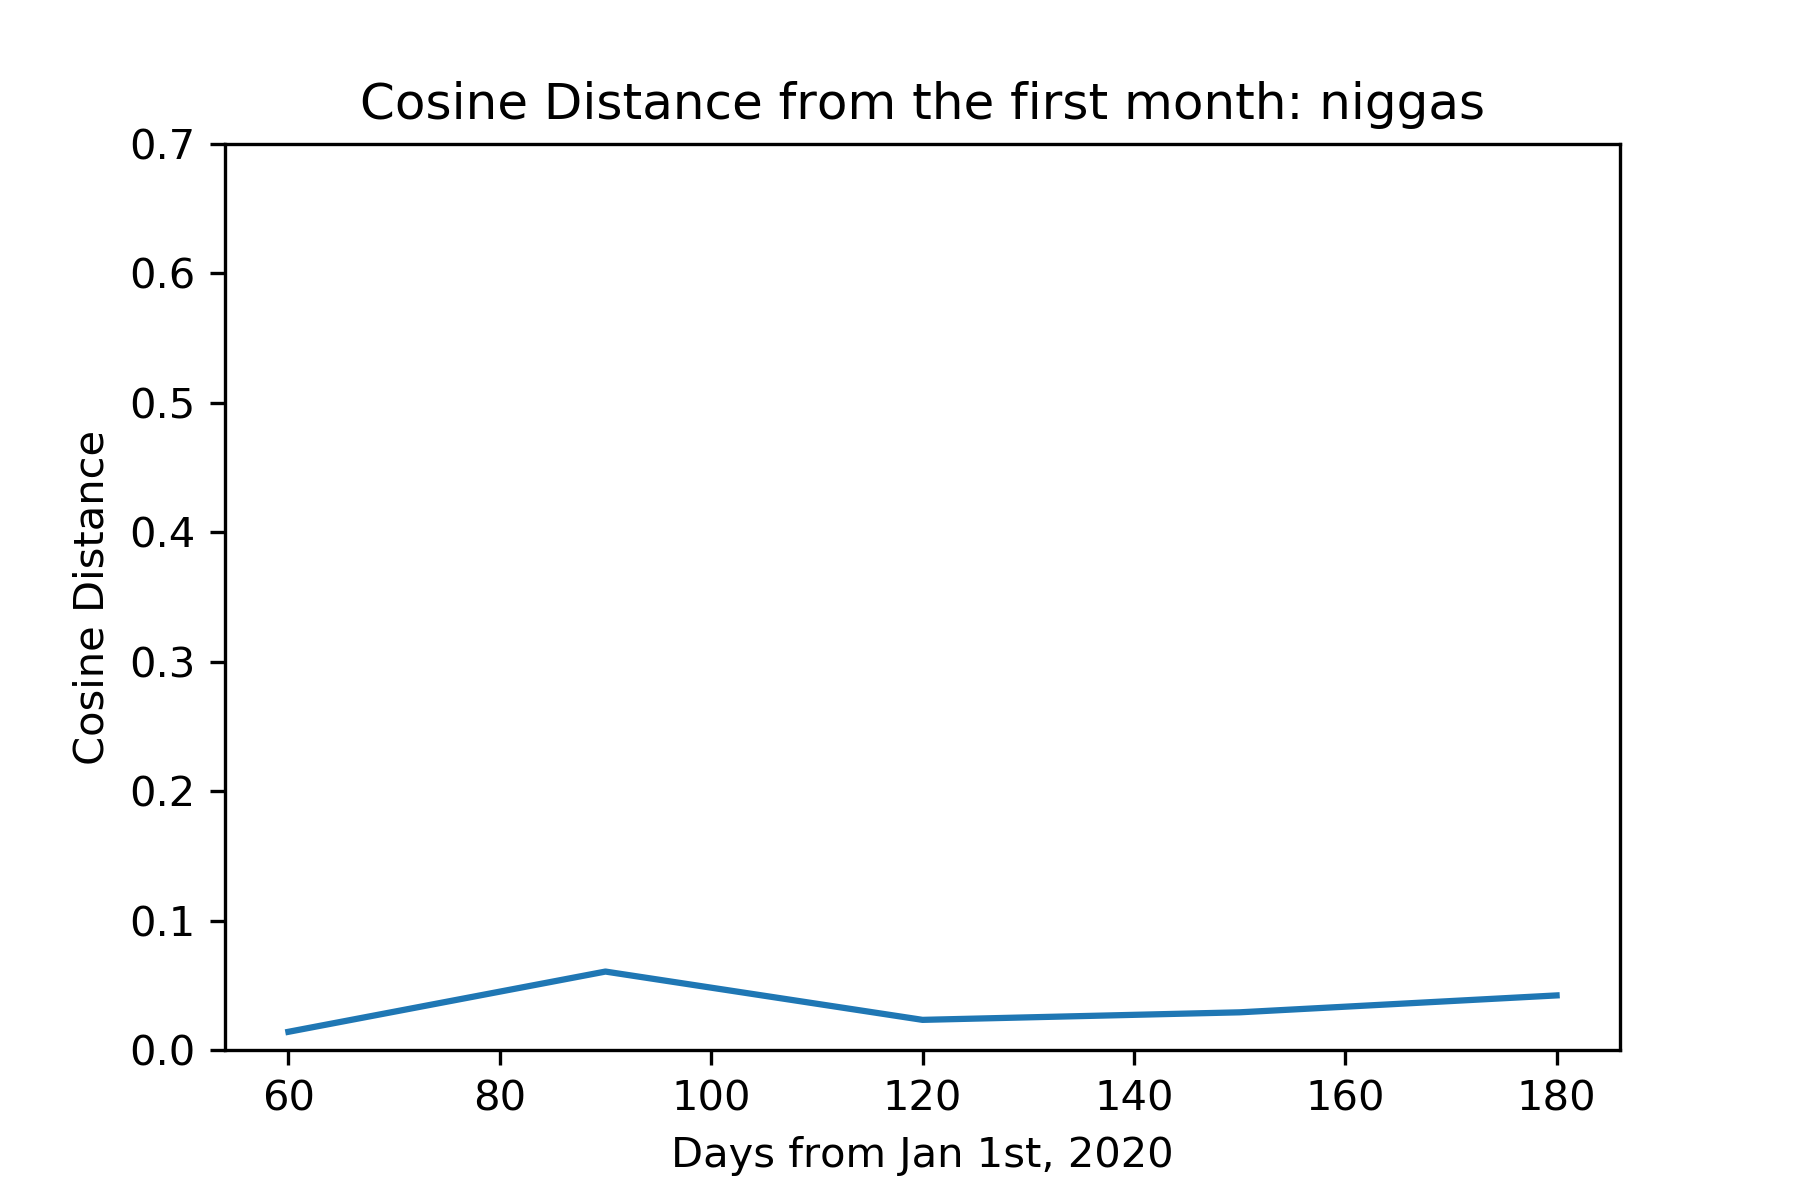 Cosine Distance from the first month: niggas
0.7
0.6
0.5
0.4
0.3
0.2
0.1
0.0
Cosine Distance
60 80 100 120 140 160 180
Days from Jan 1st, 2020